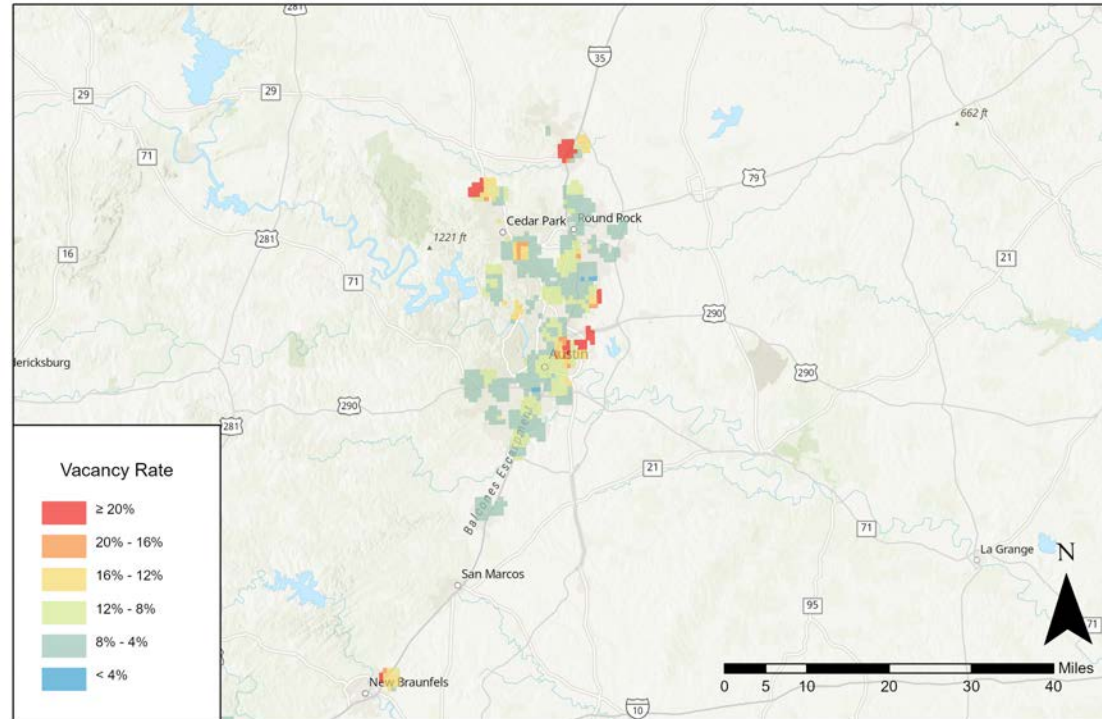 281
35
29
29
662 ft
71
79
Cedar Park
Round Rock
1221 ft
281
16
21
71
290
dericksburg
Austin
290
290
281
Balcones Escarpment
21
71
La Grange
San Marcos
95
71
New Braunfels
10
Vacancy Rate
≥ 20%
20% - 16%
16% - 12%
12% - 8%
8% - 4%
< 4%
N
Miles
0 5 10 20 30 40